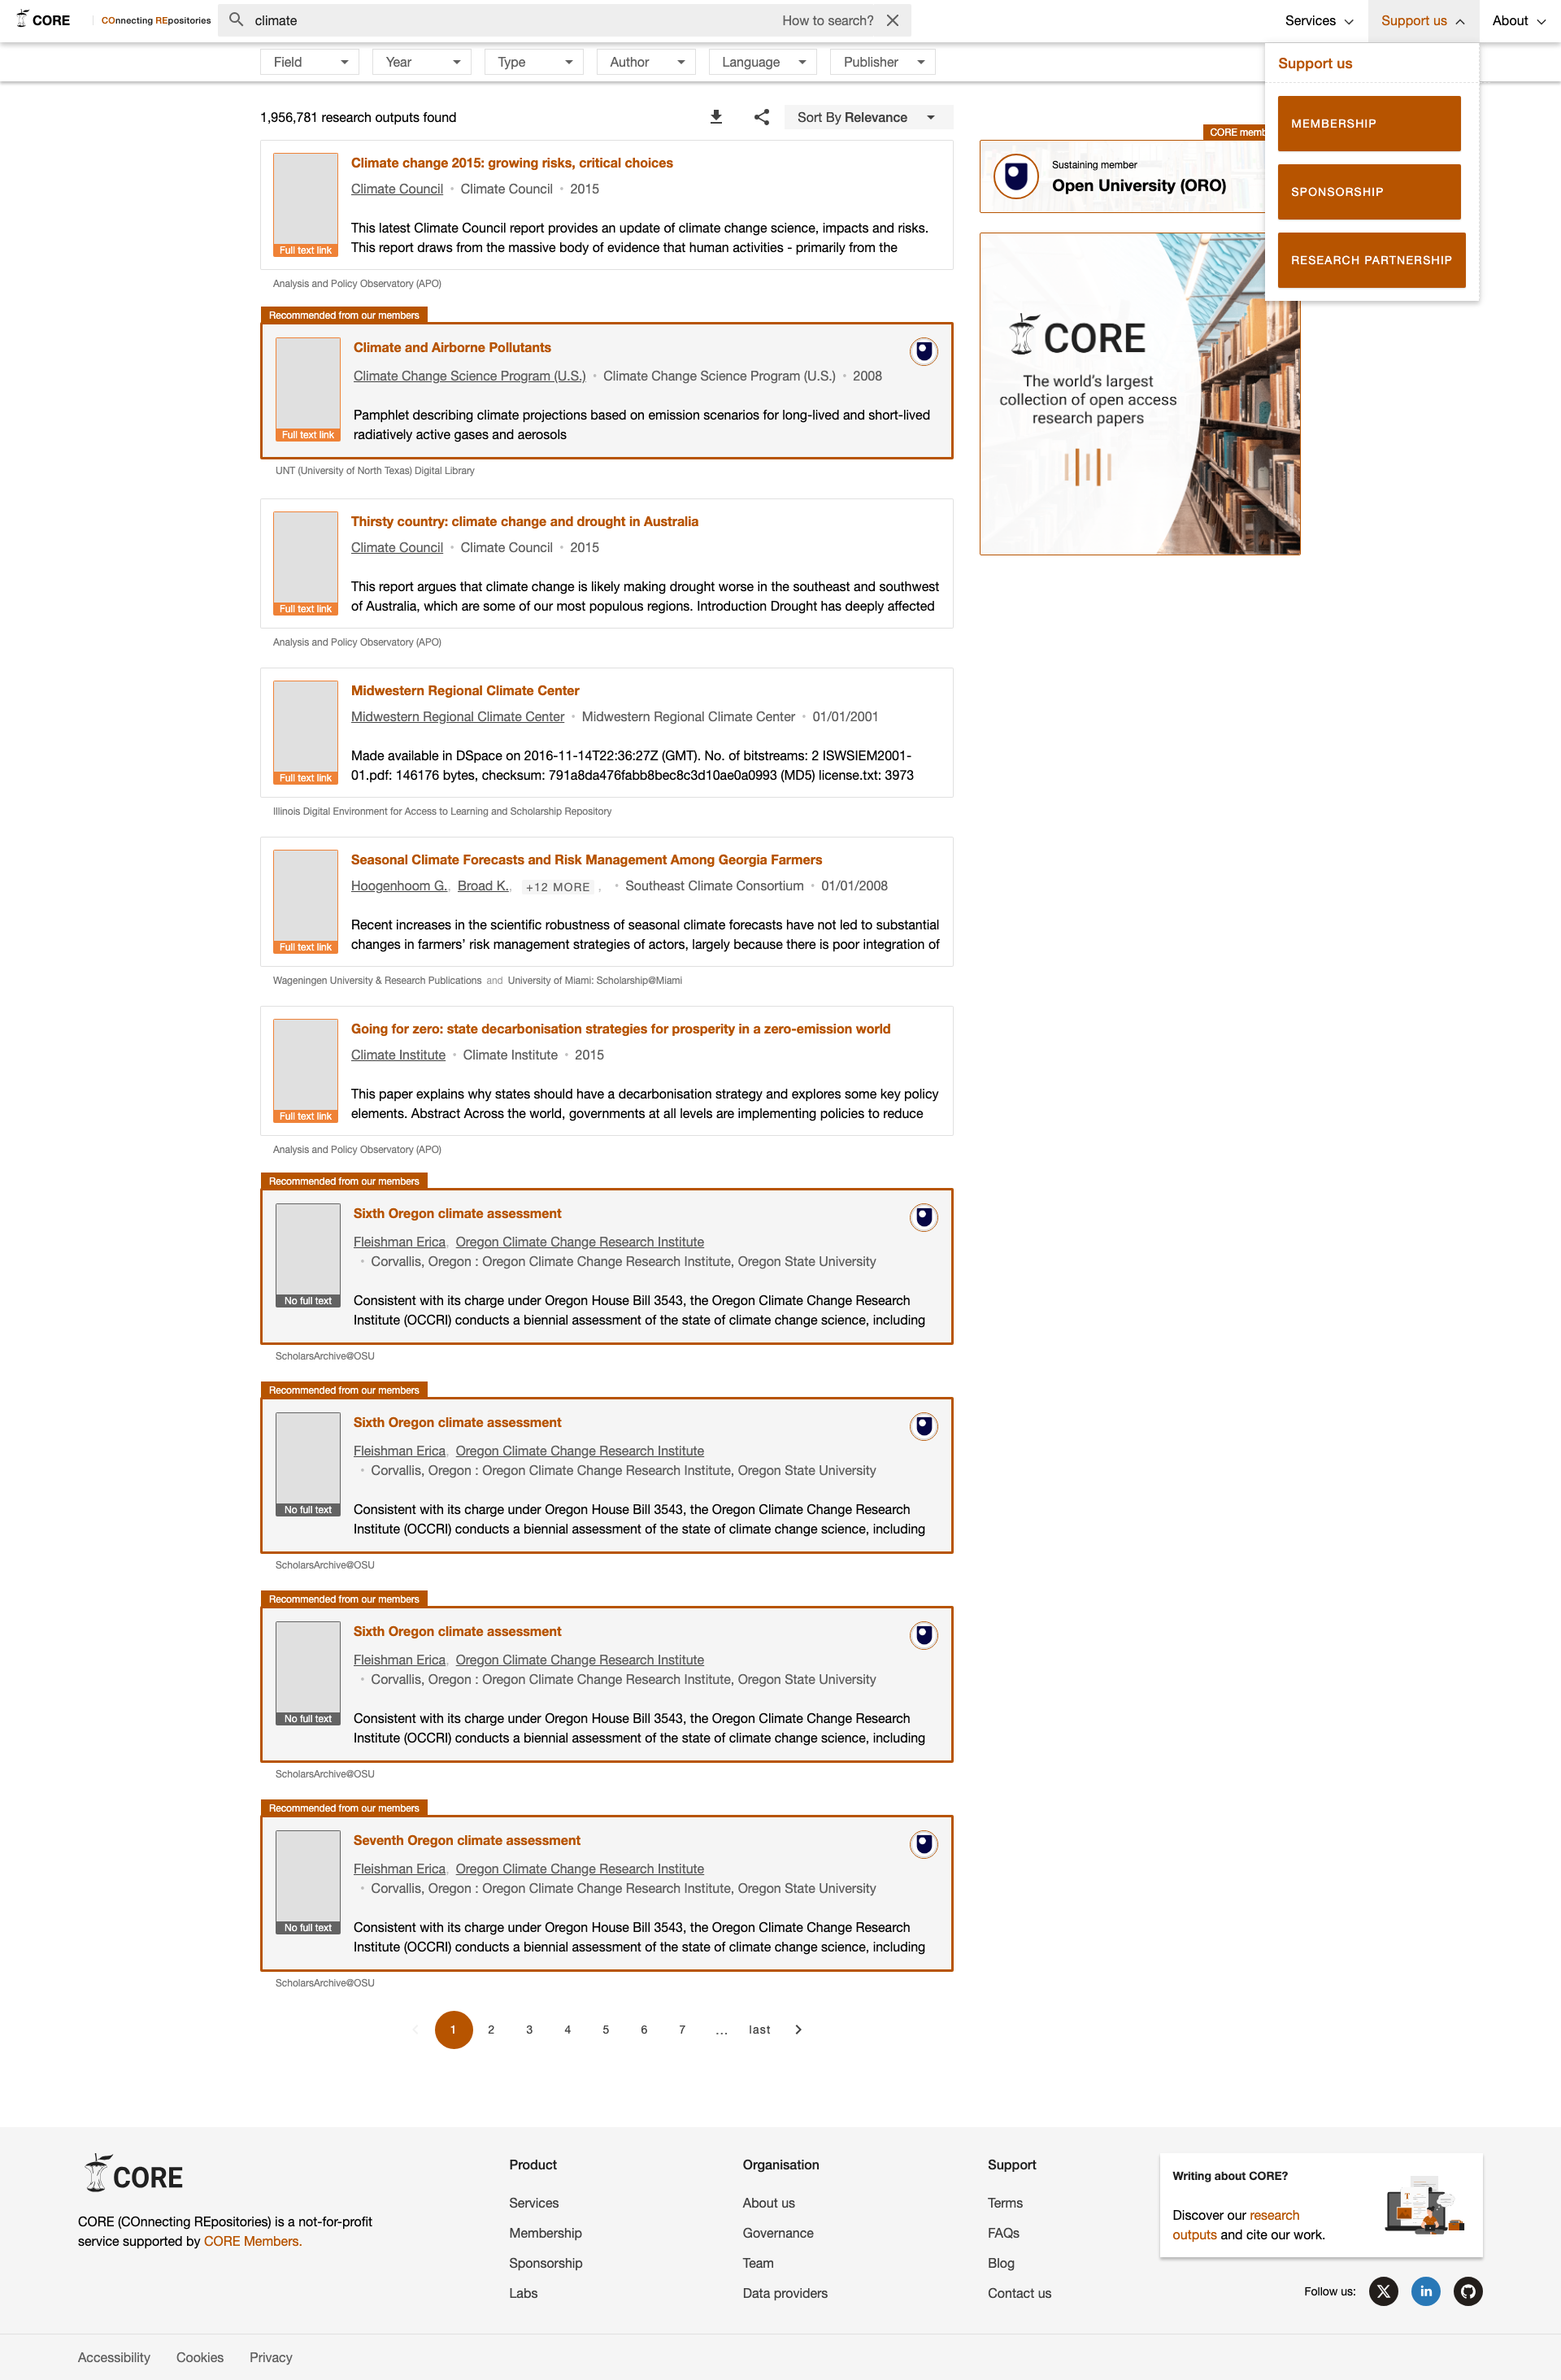 CORE
COnnecting REpositories
climate
How to search?
Services
Support us
About
Field
Year
Type
Author
Language
Publisher
Support us
MEMBERSHIP
SPONSORSHIP
RESEARCH PARTNERSHIP
1,956,781 research outputs found
Sort By Relevance
Climate change 2015: growing risks, critical choices
Climate Council • Climate Council • 2015
This latest Climate Council report provides an update of climate change science, impacts and risks.
This report draws from the massive body of evidence that human activities - primarily from the
Full text link
Analysis and Policy Observatory (APO)
Recommended from our members
Climate and Airborne Pollutants
Climate Change Science Program (U.S.) • Climate Change Science Program (U.S.) • 2008
Pamphlet describing climate projections based on emission scenarios for long-lived and short-lived
radiatively active gases and aerosols
Full text link
UNT (University of North Texas) Digital Library
Thirsty country: climate change and drought in Australia
Climate Council • Climate Council • 2015
This report argues that climate change is likely making drought worse in the southeast and southwest
of Australia, which are some of our most populous regions. Introduction Drought has deeply affected
Full text link
Analysis and Policy Observatory (APO)
Midwestern Regional Climate Center
Midwestern Regional Climate Center • Midwestern Regional Climate Center • 01/01/2001
Made available in DSpace on 2016-11-14T22:36:27Z (GMT). No. of bitstreams: 2 ISWSIEM2001-
01.pdf: 146176 bytes, checksum: 791a8da476fabb8bec8c3d10ae0a0993 (MD5) license.txt: 3973
Full text link
Illinois Digital Environment for Access to Learning and Scholarship Repository
Seasonal Climate Forecasts and Risk Management Among Georgia Farmers
Hoogenhoom G., Broad K., +12 MORE , • Southeast Climate Consortium • 01/01/2008
Recent increases in the scientific robustness of seasonal climate forecasts have not led to substantial
changes in farmers’ risk management strategies of actors, largely because there is poor integration of
Full text link
Wageningen University & Research Publications and University of Miami: Scholarship@Miami
Going for zero: state decarbonisation strategies for prosperity in a zero-emission world
Climate Institute • Climate Institute • 2015
This paper explains why states should have a decarbonisation strategy and explores some key policy
elements. Abstract Across the world, governments at all levels are implementing policies to reduce
Full text link
Analysis and Policy Observatory (APO)
Recommended from our members
Sixth Oregon climate assessment
Fleishman Erica, Oregon Climate Change Research Institute
• Corvallis, Oregon : Oregon Climate Change Research Institute, Oregon State University
Consistent with its charge under Oregon House Bill 3543, the Oregon Climate Change Research
Institute (OCCRI) conducts a biennial assessment of the state of climate change science, including
No full text
ScholarsArchive@OSU
Recommended from our members
Sixth Oregon climate assessment
Fleishman Erica, Oregon Climate Change Research Institute
• Corvallis, Oregon : Oregon Climate Change Research Institute, Oregon State University
Consistent with its charge under Oregon House Bill 3543, the Oregon Climate Change Research
Institute (OCCRI) conducts a biennial assessment of the state of climate change science, including
No full text
ScholarsArchive@OSU
Recommended from our members
Sixth Oregon climate assessment
Fleishman Erica, Oregon Climate Change Research Institute
• Corvallis, Oregon : Oregon Climate Change Research Institute, Oregon State University
Consistent with its charge under Oregon House Bill 3543, the Oregon Climate Change Research
Institute (OCCRI) conducts a biennial assessment of the state of climate change science, including
No full text
ScholarsArchive@OSU
Recommended from our members
Seventh Oregon climate assessment
Fleishman Erica, Oregon Climate Change Research Institute
• Corvallis, Oregon : Oregon Climate Change Research Institute, Oregon State University
Consistent with its charge under Oregon House Bill 3543, the Oregon Climate Change Research
Institute (OCCRI) conducts a biennial assessment of the state of climate change science, including
No full text
ScholarsArchive@OSU
1 2 3 4 5 6 7 ... last
CORE memb
Sustaining member
Open University (ORO)
CORE
The world's largest
collection of open access
research papers
CORE
CORE (COnnecting REpositories) is a not-for-profit
service supported by CORE Members.
Product
Services
Membership
Sponsorship
Labs
Organisation
About us
Governance
Team
Data providers
Support
Terms
FAQs
Blog
Contact us
Writing about CORE?
Discover our research
outputs and cite our work.
Follow us:
Accessibility
Cookies
Privacy